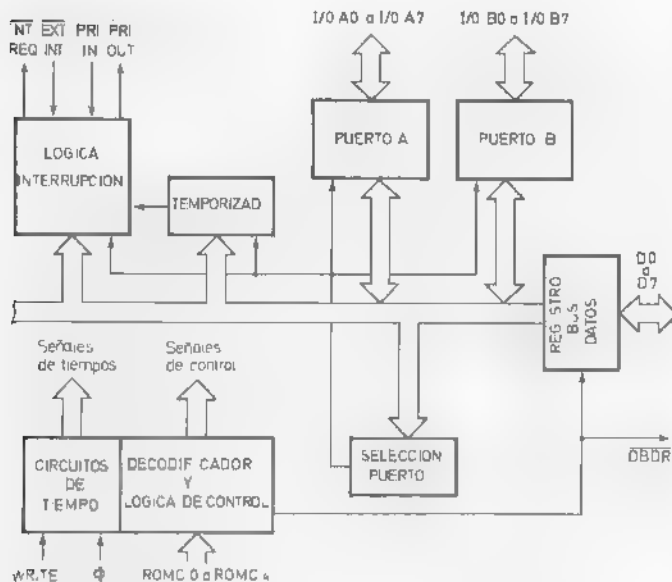 I/O A0 a I/O A7
I/O B0 a I/O B7
NT REQ
EXT INT
PRI IN
PRI OUT
LOGICA
INTERRUPCION
TEMPORIZAD
PUERTO A
PUERTO B
D0
a
D7
REGISTRO
BUS
DATOS
Señales
de tiempos
Señales
de control
CIRCUITOS
DE
TIEMPO
DECODIFICADOR
Y
LOGICA DE CONTROL
SELECCION
PUERTO
DBDR
WRITE
Φ
ROMC 0 a ROMC 4